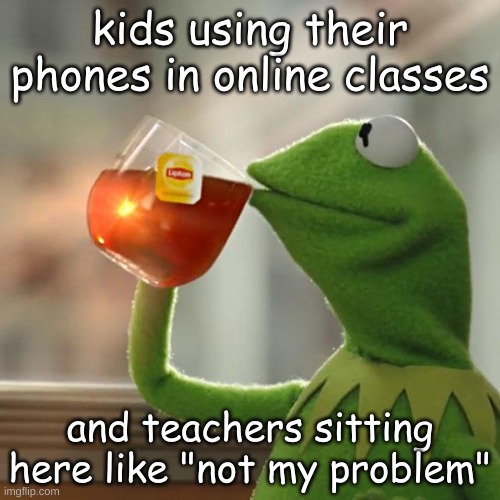 kids using their
phones in online classes
Lipton
and teachers sitting
here like "not my problem"
imgflip.com